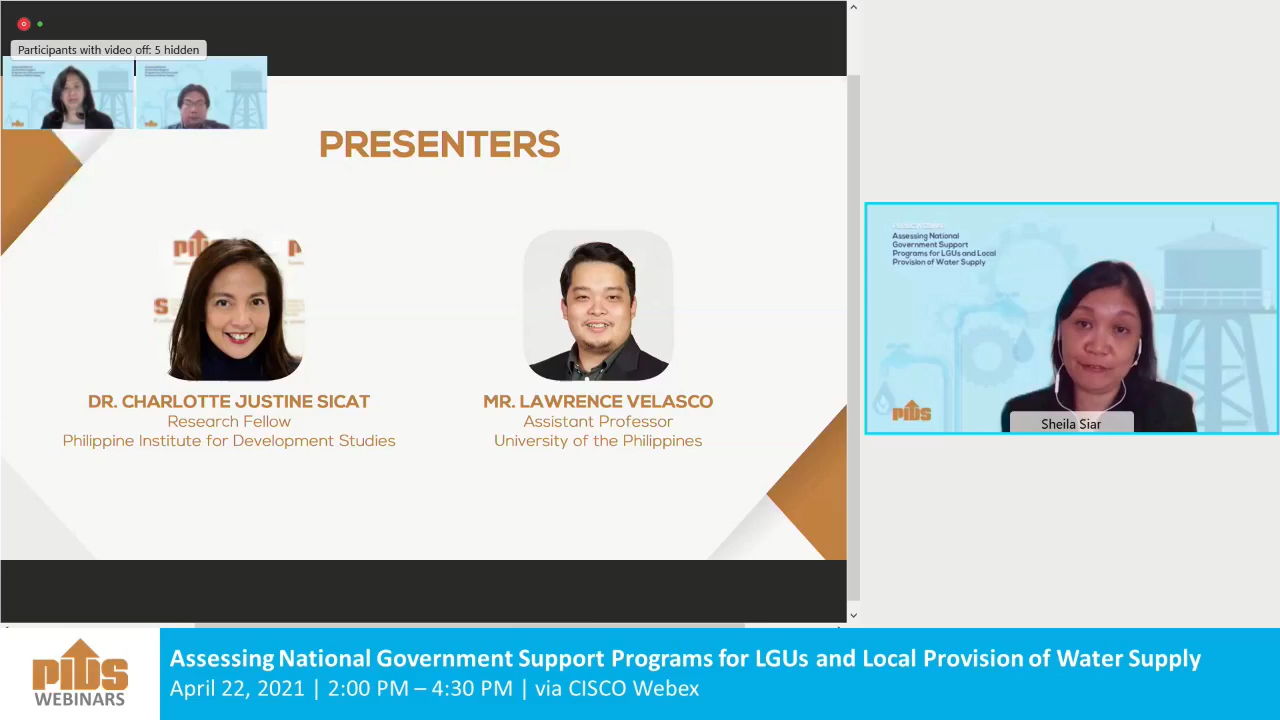 Participants with video off: 5 hidden
PRESENTERS
DR. CHARLOTTE JUSTINE SICAT
Research Fellow
Philippine Institute for Development Studies
MR. LAWRENCE VELASCO
Assistant Professor
University of the Philippines
Assessing National
Government Support
Programs for LGUs and Local
Provision of Water Supply
PIDS
Sheila Siar
PIDS
WEBINARS
Assessing National Government Support Programs for LGUs and Local Provision of Water Supply
April 22, 2021 | 2:00 PM – 4:30 PM | via CISCO Webex